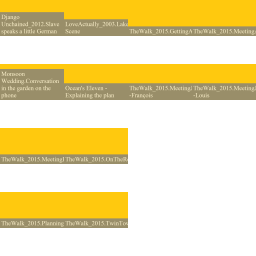 Django
Unchained_2012.Slave
speaks a little German
LoveActually_2003.Lake
Scene
TheWalk_2015.GettingA
TheWalk_2015.Meeting
Monsoon
Wedding.Conversation
in the garden on the
phone
Ocean's Eleven -
Explaining the plan
TheWalk_2015.Meeting
-François
TheWalk_2015.Meeting
-Louis
TheWalk_2015.Meeting
TheWalk_2015.OnTheR
TheWalk_2015.Planning
TheWalk_2015.TwinTow